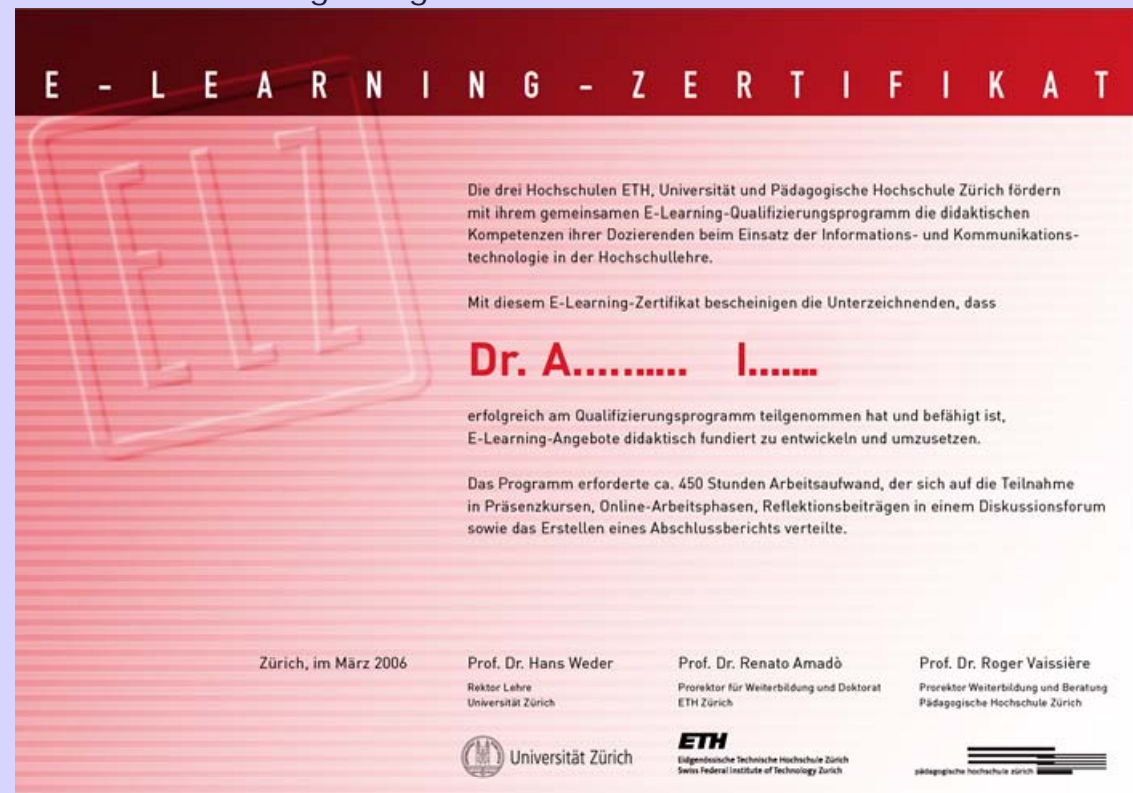 E-LEARNING-ZERTIFIKAT
ELZ
Die drei Hochschulen ETH, Universität und Pädagogische Hochschule Zürich fördern
mit ihrem gemeinsamen E-Learning-Qualifizierungsprogramm die didaktischen
Kompetenzen ihrer Dozierenden beim Einsatz der Informations- und Kommunikations-
technologie in der Hochschullehre.
Mit diesem E-Learning-Zertifikat bescheinigen die Unterzeichnenden, dass
Dr. A.......... I.......
erfolgreich am Qualifizierungsprogramm teilgenommen hat und befähigt ist,
E-Learning-Angebote didaktisch fundiert zu entwickeln und umzusetzen.
Das Programm erforderte ca. 450 Stunden Arbeitsaufwand, der sich auf die Teilnahme
in Präsenzkursen, Online-Arbeitsphasen, Reflektionsbeiträgen in einem Diskussionsforum
sowie das Erstellen eines Abschlussberichts verteilte.
Zürich, im März 2006
Prof. Dr. Hans Weder
Rektor Lehre
Universität Zürich
Prof. Dr. Renato Amadò
Prorektor für Weiterbildung und Doktorat
ETH Zürich
Prof. Dr. Roger Vaissière
Prorektor Weiterbildung und Beratung
Pädagogische Hochschule Zürich
Universität Zürich
ETH
Eidgenössische Technische Hochschule Zürich
Swiss Federal Institute of Technology Zurich
pädagogische hochschule zürich